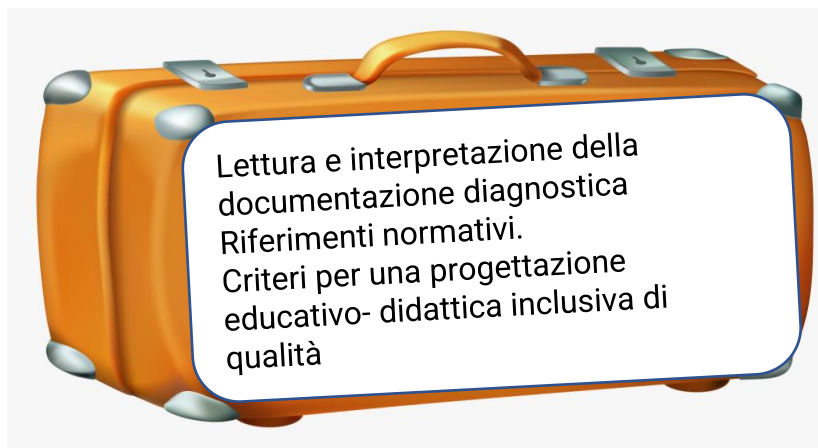 Lettura e interpretazione della
documentazione diagnostica
Riferimenti normativi.
Criteri per una progettazione
educativo- didattica inclusiva di
qualità